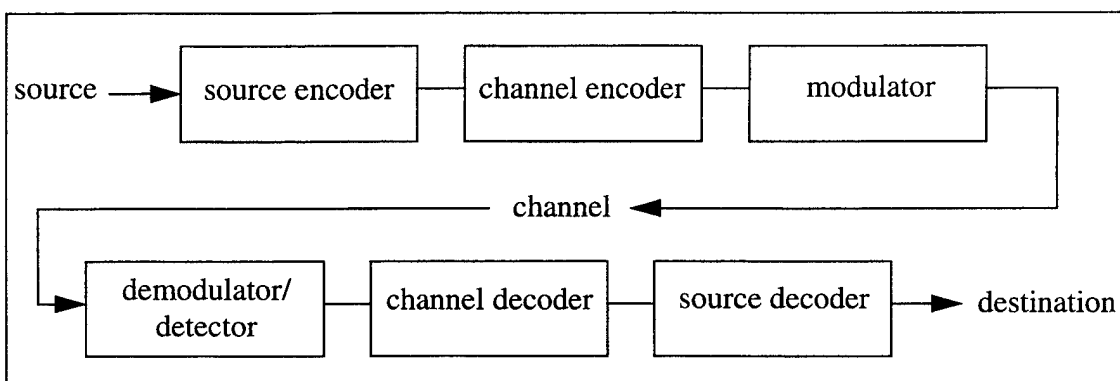 source
source encoder
channel encoder
modulator
channel
demodulator/
detector
channel decoder
source decoder
destination